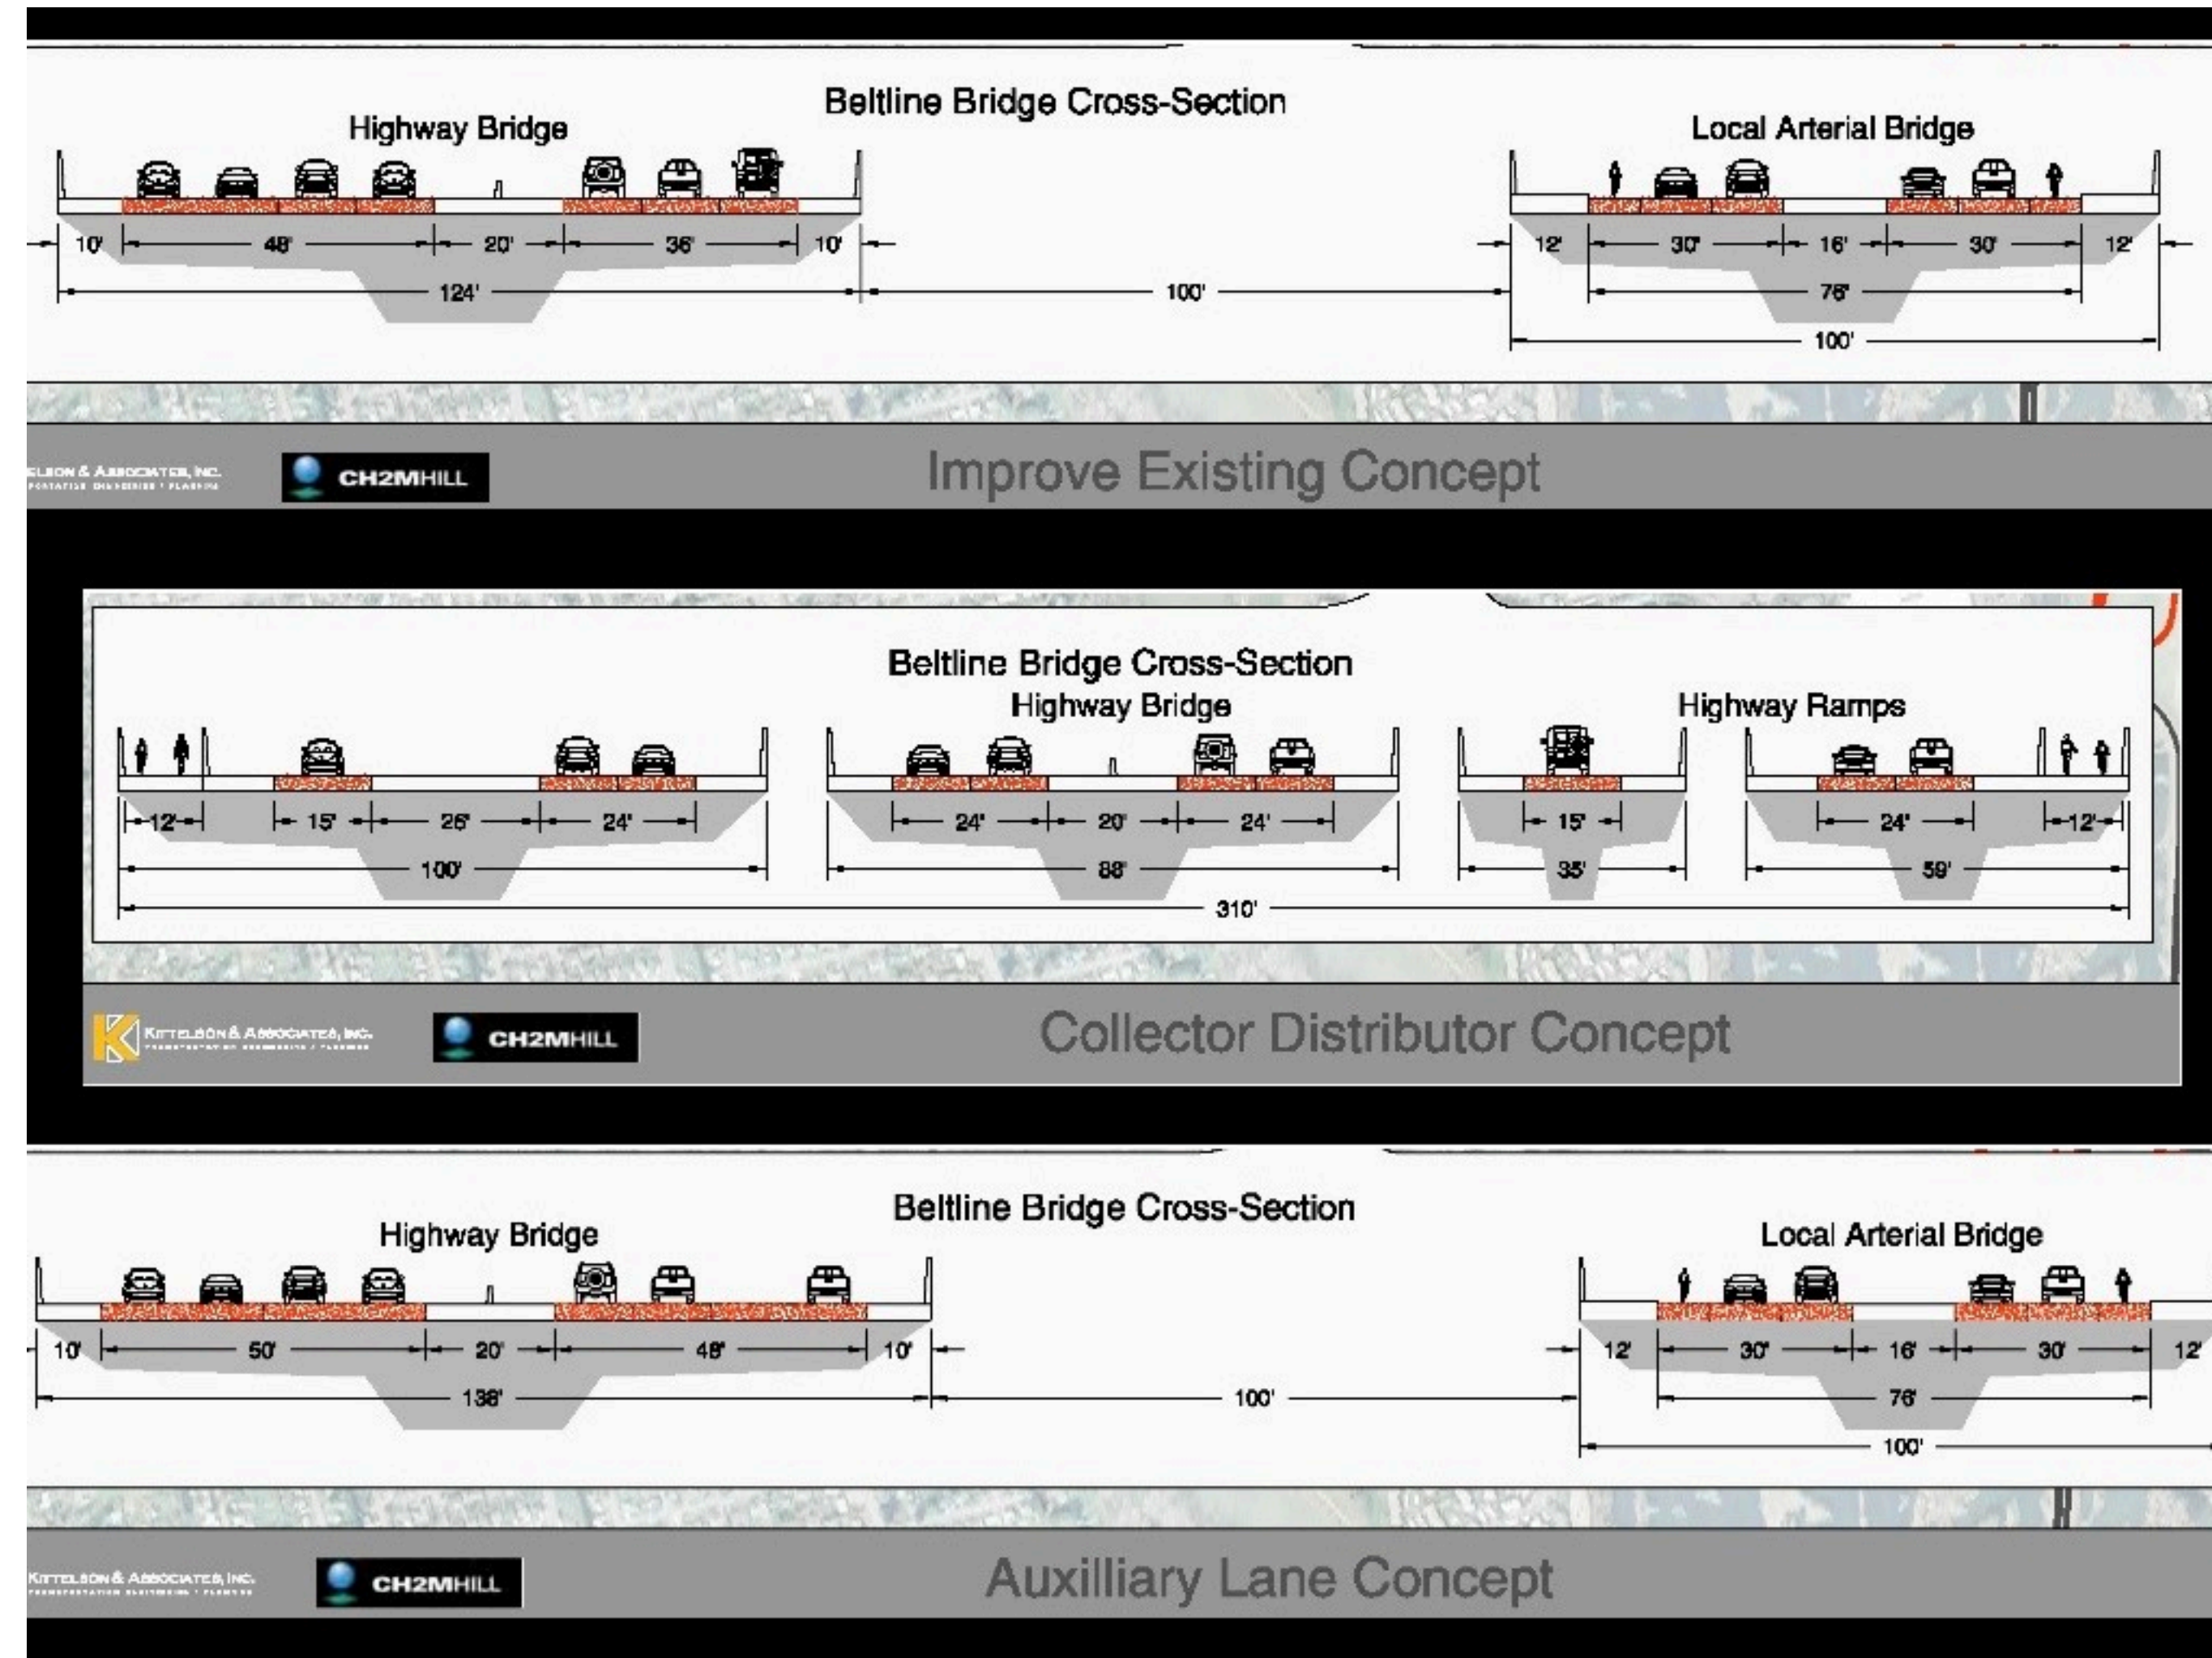 Beltline Bridge Cross-Section
Highway Bridge
Local Arterial Bridge
10' 48' 20' 36' 10' 12' 30' 16' 30' 12'
124' 100' 76'
100'
& ASSOCIATES, INC.
CH2MHILL
Improve Existing Concept
Beltline Bridge Cross-Section
Highway Bridge
Highway Ramps
12' 15' 26' 24' 24' 20' 24' 15' 24' 12'
100' 88' 35' 59'
310'
KITTELSON & ASSOCIATES, INC.
CH2MHILL
Collector Distributor Concept
Beltline Bridge Cross-Section
Highway Bridge
Local Arterial Bridge
10' 50' 20' 48' 10' 12' 30' 16' 30' 12'
138' 100' 76'
100'
KITTELSON & ASSOCIATES, INC.
CH2MHILL
Auxilliary Lane Concept